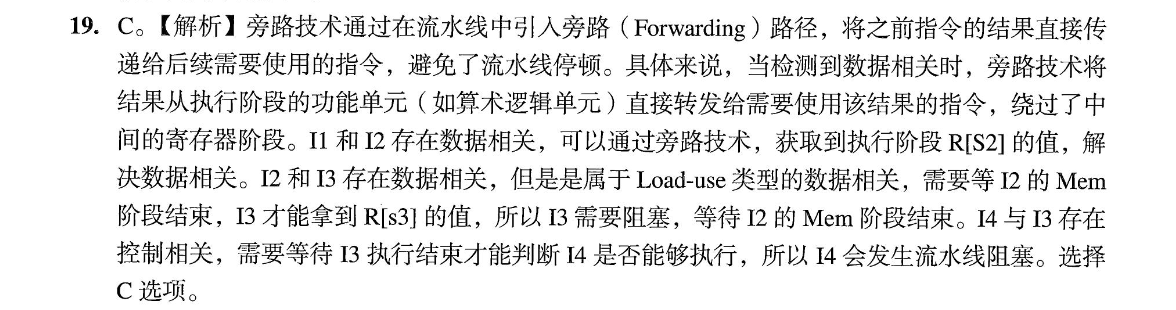 19. C。【解析】旁路技术通过在流水线中引入旁路（Forwarding）路径，将之前指令的结果直接传
递给后续需要使用的指令，避免了流水线停顿。具体来说，当检测到数据相关时，旁路技术将
结果从执行阶段的功能单元（如算术逻辑单元）直接转发给需要使用该结果的指令，绕过了中
间的寄存器阶段。I1 和 I2 存在数据相关，可以通过旁路技术，获取到执行阶段 R[S2] 的值，解
决数据相关。I2 和 I3 存在数据相关，但是是属于 Load-use 类型的数据相关，需要等 I2 的 Mem
阶段结束，I3 才能拿到 R[s3] 的值，所以 I3 需要阻塞，等待 I2 的 Mem 阶段结束。I4 与 I3 存在
控制相关，需要等待 I3 执行结束才能判断 I4 是否能够执行，所以 I4 会发生流水线阻塞。选择
C 选项。